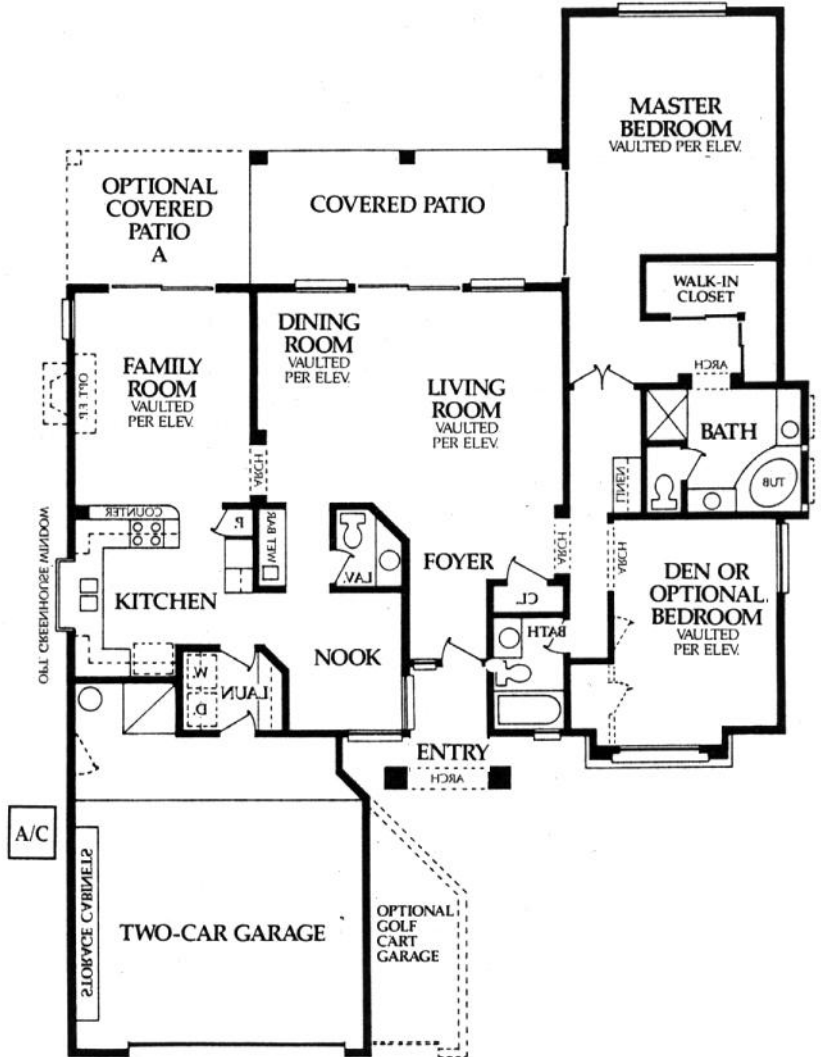 MASTER
BEDROOM
VAULTED PER ELEV.
OPTIONAL
COVERED
PATIO
A
COVERED PATIO
WALK-IN
CLOSET
DINING
ROOM
VAULTED
PER ELEV.
FAMILY
ROOM
VAULTED
PER ELEV.
OPT. F.P.
LIVING
ROOM
VAULTED
PER ELEV.
ARCH
BATH
TUB
LINEN
ARCH
COUNTER
P.
WET BAR
LAV.
FOYER
ARCH
ARCH
DEN OR
OPTIONAL
BEDROOM
VAULTED
PER ELEV.
OPT. GREENHOUSE WINDOW
KITCHEN
CL.
BATH
NOOK
W.
D.
LAUN.
ENTRY
ARCH
A/C
STORAGE CABINETS
TWO-CAR GARAGE
OPTIONAL
GOLF
CART
GARAGE